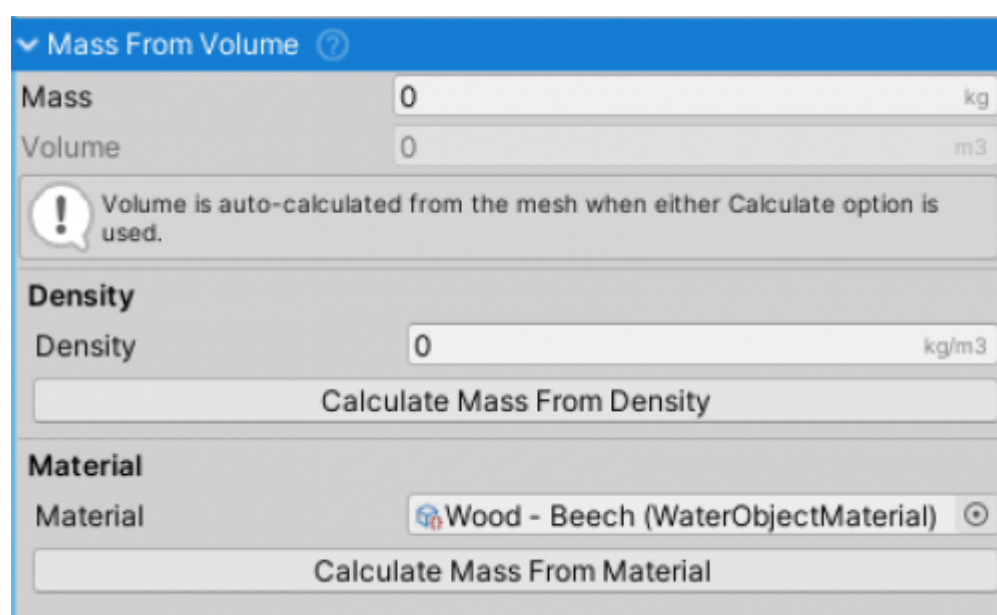 Mass From Volume ?
Mass 0 kg
Volume 0 m3
! Volume is auto-calculated from the mesh when either Calculate option is
used.
Density
Density 0 kg/m3
Calculate Mass From Density
Material
Material Wood - Beech (WaterObjectMaterial)
Calculate Mass From Material